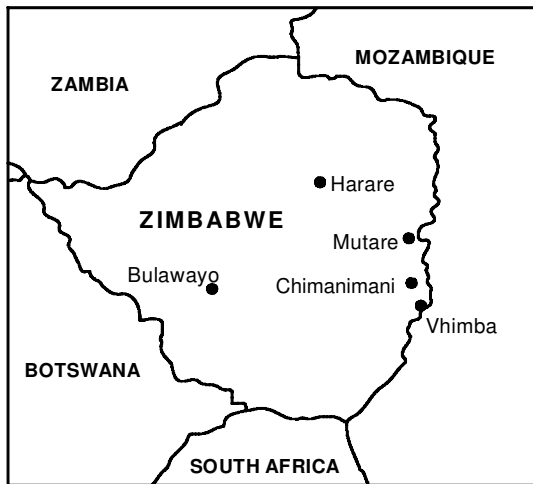 MOZAMBIQUE
ZAMBIA
Harare
ZIMBABWE
Mutare
Bulawayo
Chimanimani
Vhimba
BOTSWANA
SOUTH AFRICA